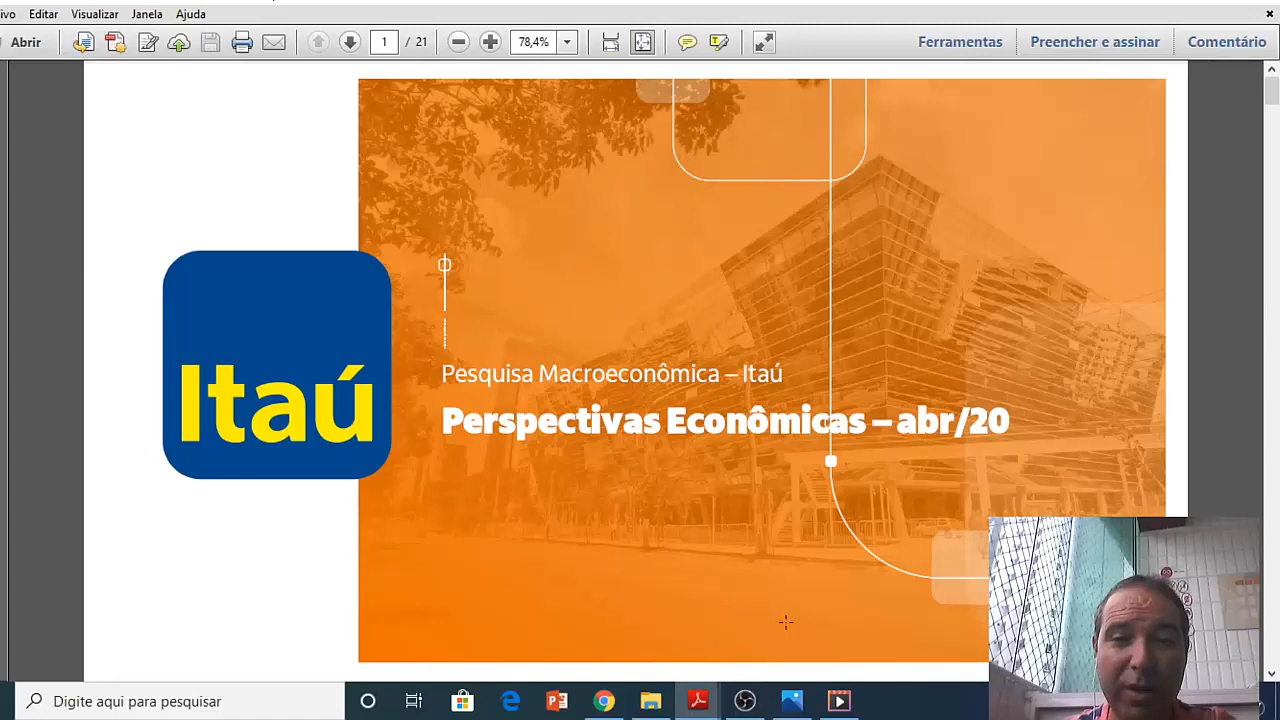 ivo Editar Visualizar Janela Ajuda
Abrir 1 / 21 78,4% Ferramentas Preencher e assinar Comentário
Itaú
Pesquisa Macroeconômica – Itaú
Perspectivas Econômicas – abr/20
Digite aqui para pesquisar